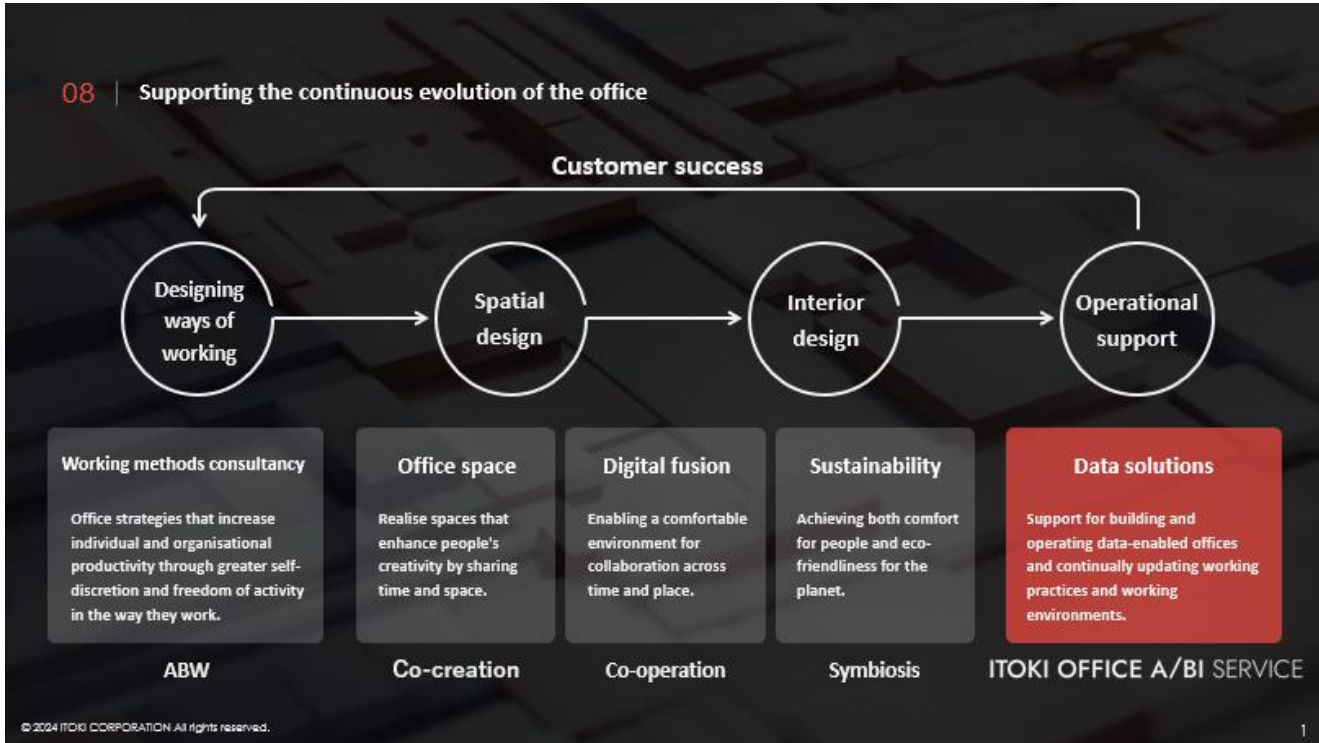 08 | Supporting the continuous evolution of the office
Customer success
Designing
ways of
working
Spatial
design
Interior
design
Operational
support
Working methods consultancy
Office strategies that increase
individual and organisational
productivity through greater self-
discretion and freedom of activity
in the way they work.
ABW
Office space
Realise spaces that
enhance people's
creativity by sharing
time and space.
Co-creation
Digital fusion
Enabling a comfortable
environment for
collaboration across
time and place.
Co-operation
Sustainability
Achieving both comfort
for people and eco-
friendliness for the
planet.
Symbiosis
Data solutions
Support for building and
operating data-enabled offices
and continually updating working
practices and working
environments.
ITOKI OFFICE A/BI SERVICE
© 2024 ITOKI CORPORATION All rights reserved.
1